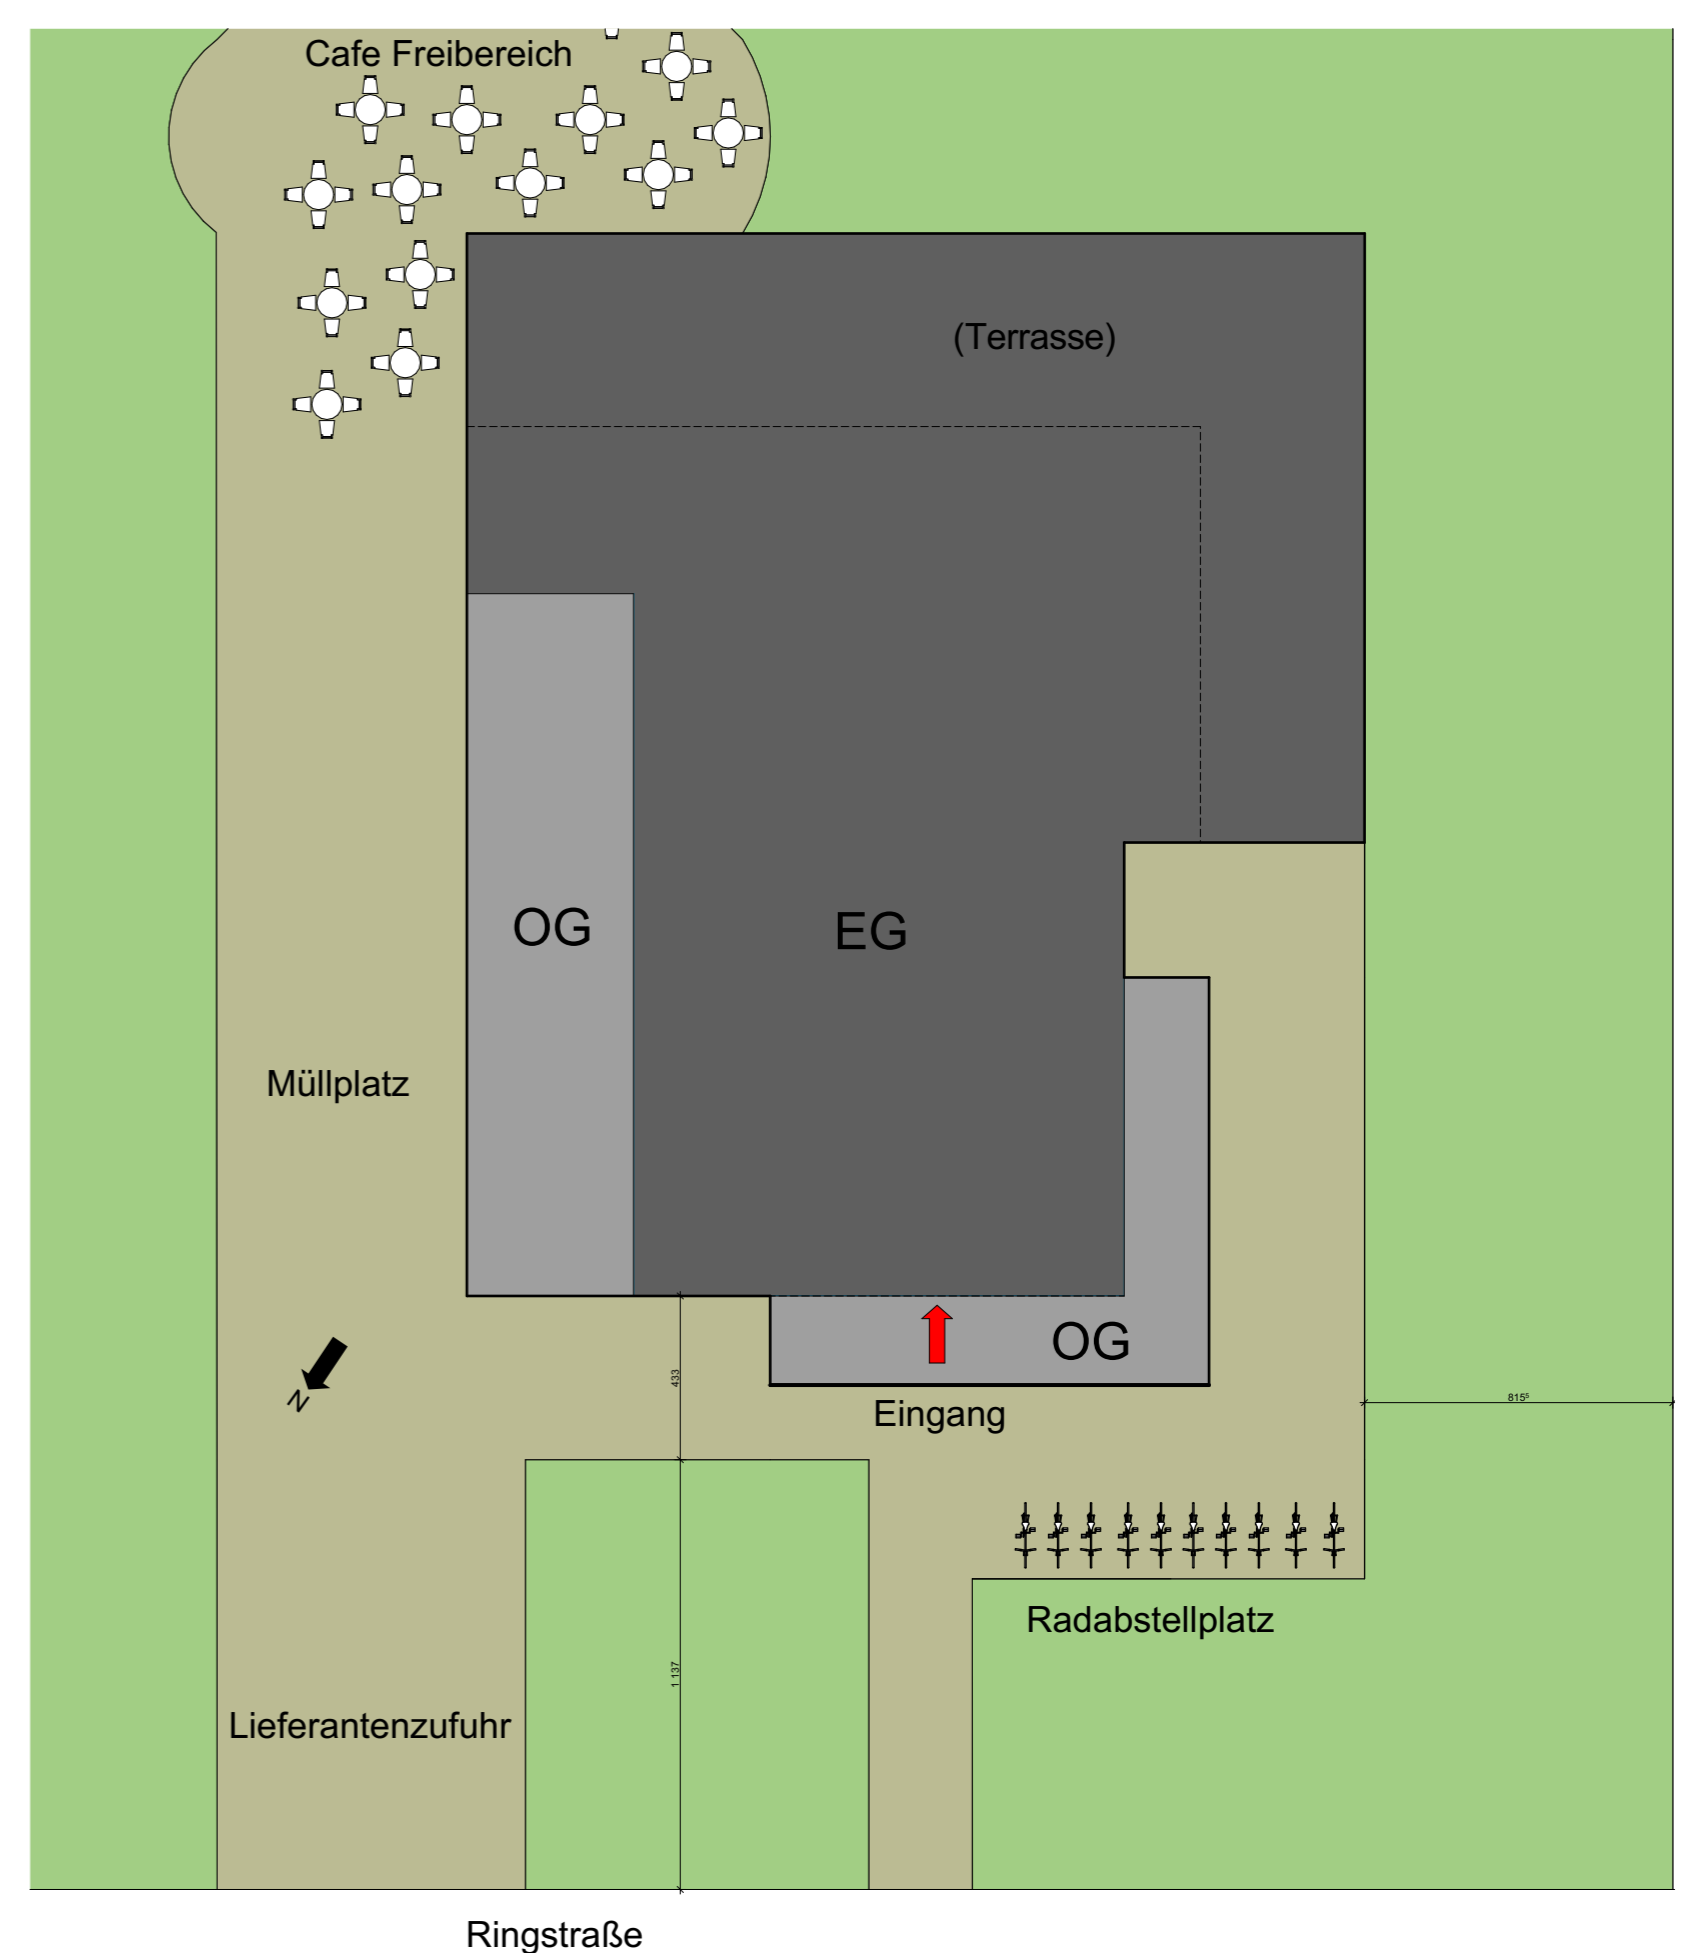 Cafe Freibereich
(Terrasse)
OG
EG
Müllplatz
N
433
OG
Eingang
815⁵
Radabstellplatz
1 137
Lieferantenzufuhr
Ringstraße